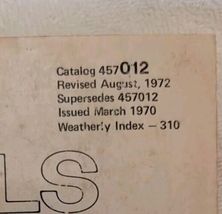 Catalog 457012
Revised August, 1972
Supersedes 457012
Issued March 1970
Weatherly Index – 310
LS